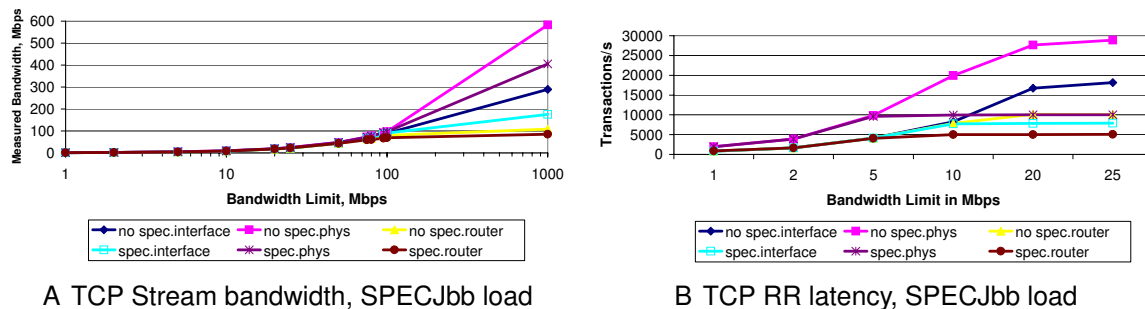 Measured Bandwidth, Mbps
600
500
400
300
200
100
0
1
10
100
1000
Bandwidth Limit, Mbps
no spec.interface
no spec.phys
no spec.router
spec.interface
spec.phys
spec.router
A TCP Stream bandwidth, SPECJbb load
Transactions/s
30000
25000
20000
15000
10000
5000
0
1
2
5
10
20
25
Bandwidth Limit in Mbps
no spec.interface
no spec.phys
no spec.router
spec.interface
spec.phys
spec.router
B TCP RR latency, SPECJbb load